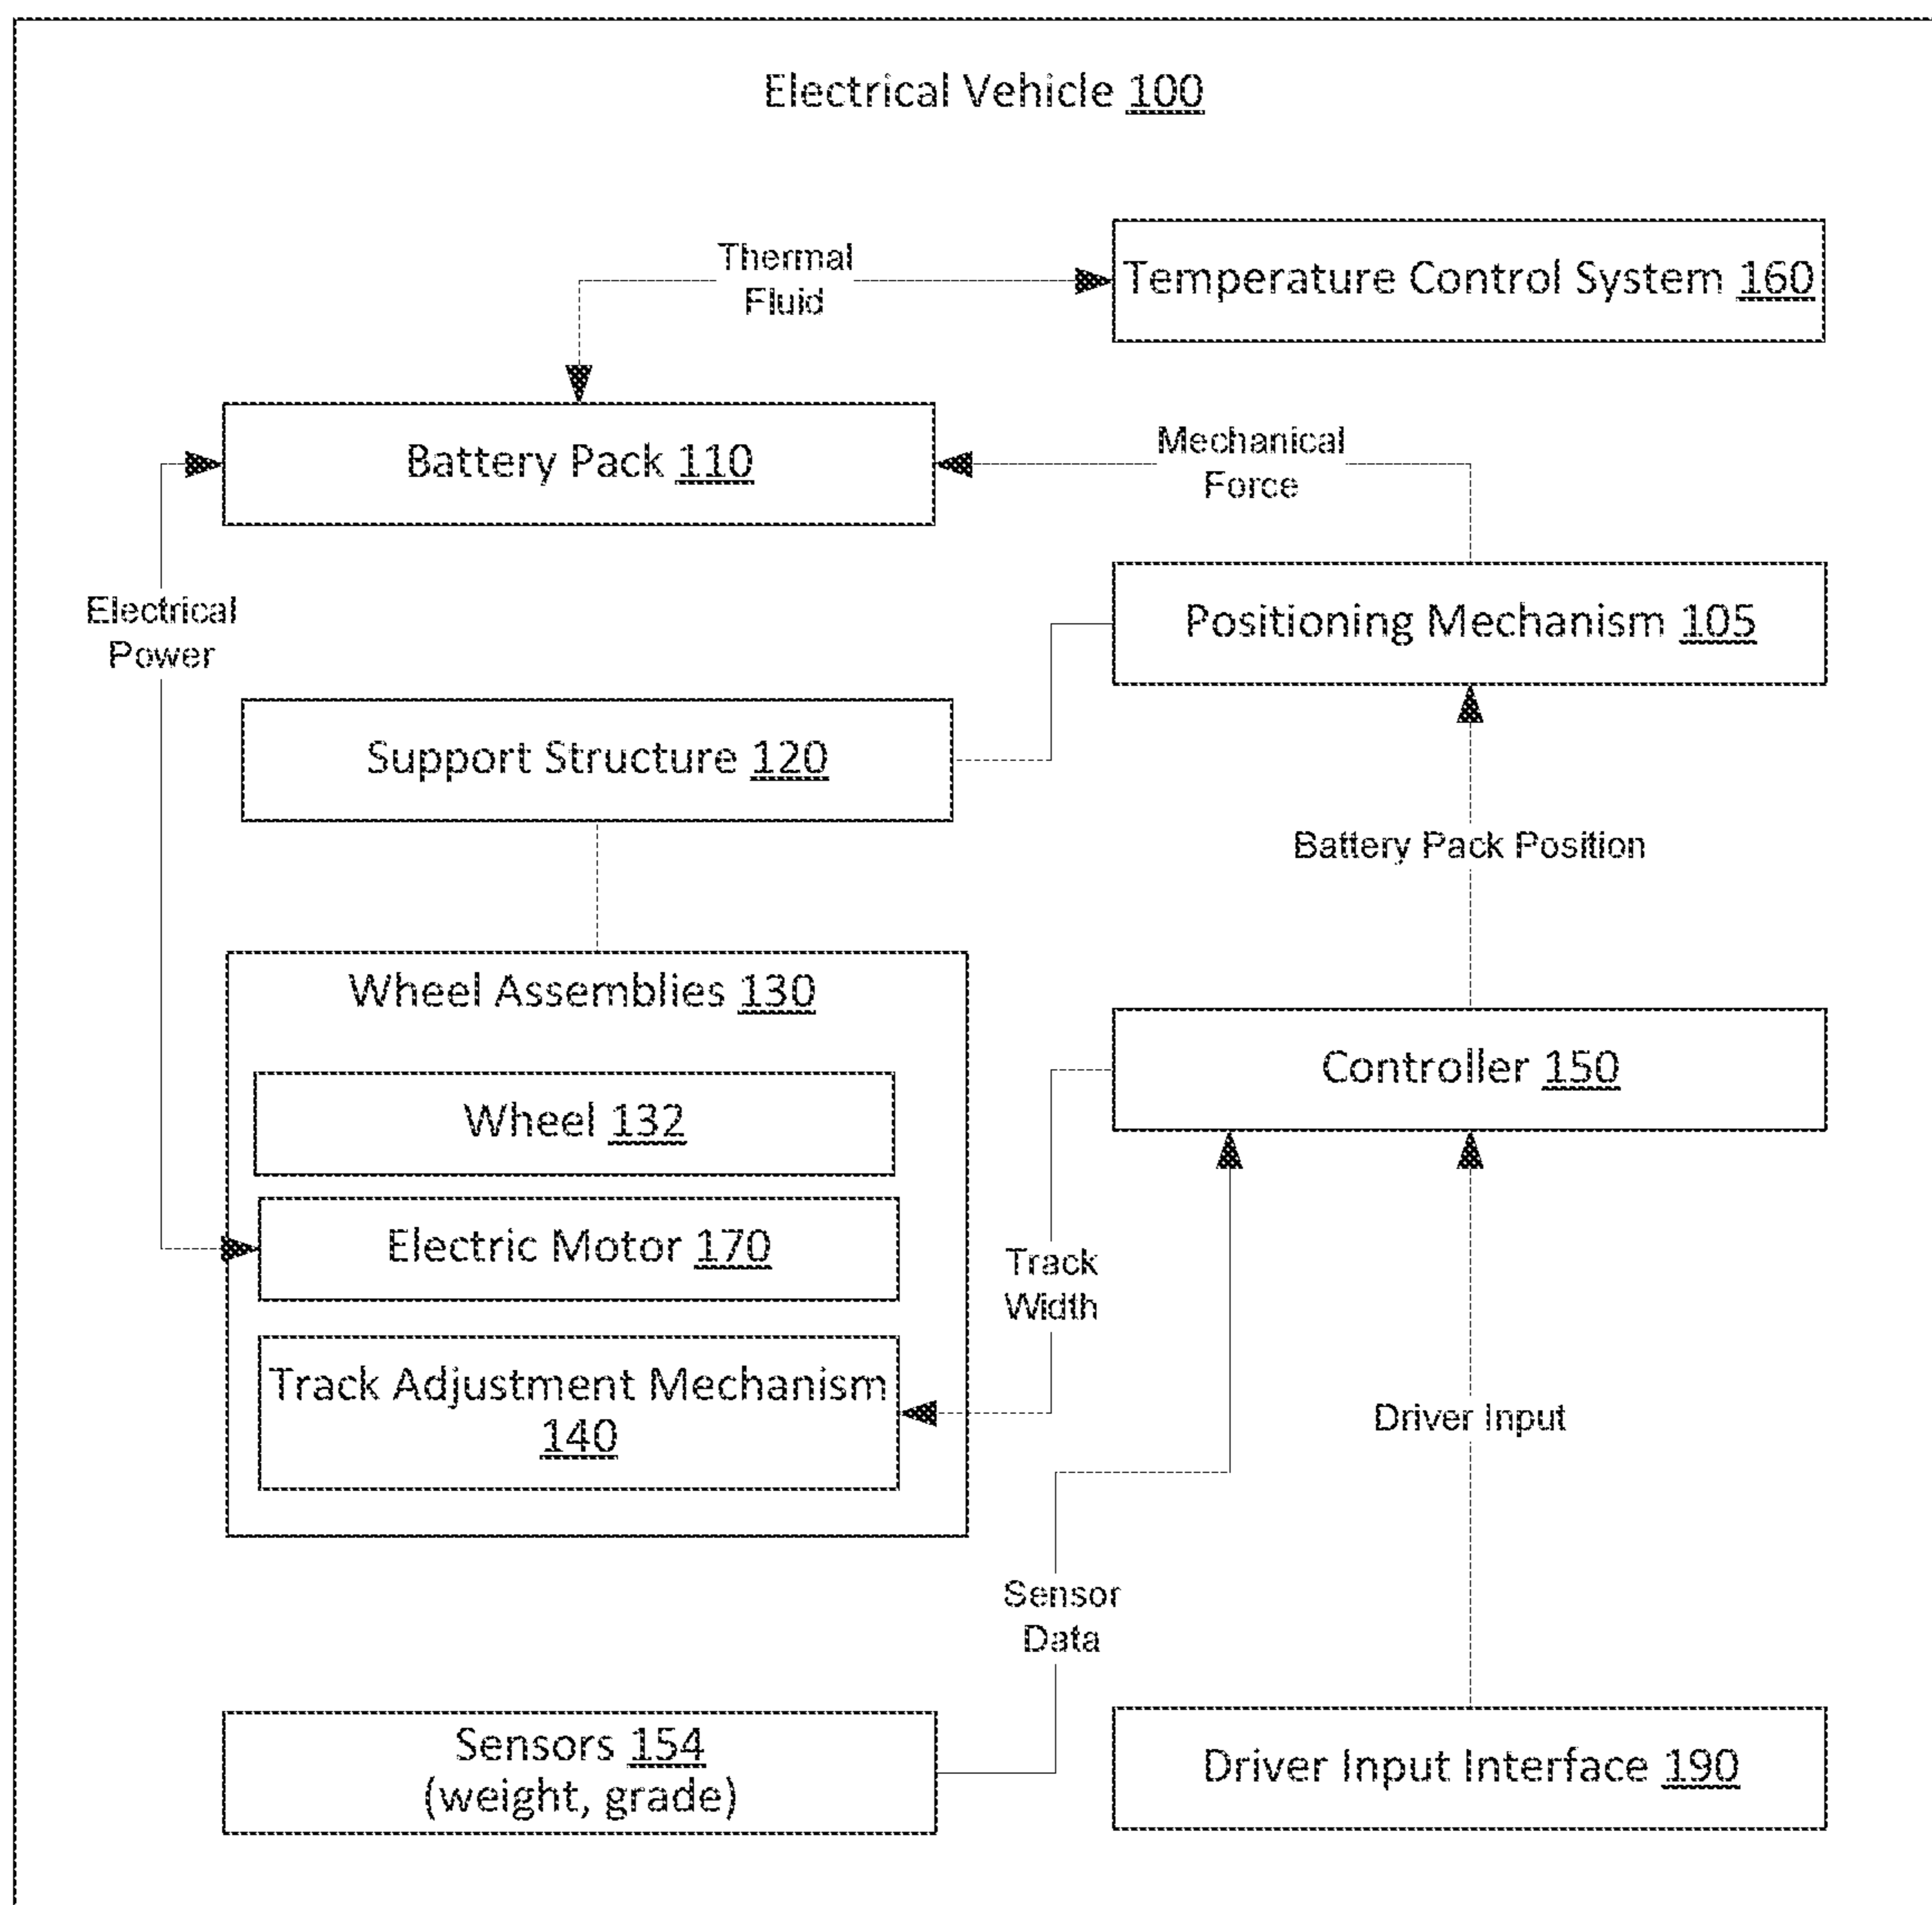 Electrical Vehicle 100
Thermal
Fluid
Temperature Control System 160
Battery Pack 110
Mechanical
Force
Electrical
Power
Positioning Mechanism 105
Support Structure 120
Battery Pack Position
Wheel Assemblies 130
Controller 150
Wheel 132
Electric Motor 170
Track
Width
Track Adjustment Mechanism
140
Driver Input
Sensor
Data
Sensors 154
(weight, grade)
Driver Input Interface 190